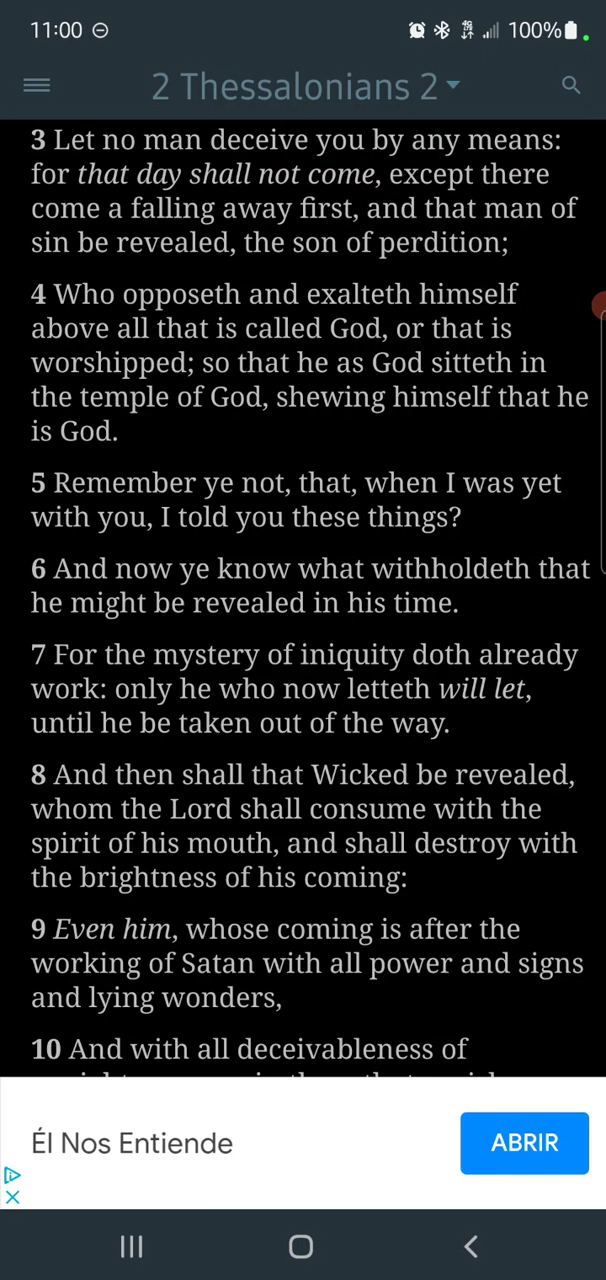 11:00 100%
2 Thessalonians 2
3 Let no man deceive you by any means:
for that day shall not come, except there
come a falling away first, and that man of
sin be revealed, the son of perdition;
4 Who opposeth and exalteth himself
above all that is called God, or that is
worshipped; so that he as God sitteth in
the temple of God, shewing himself that he
is God.
5 Remember ye not, that, when I was yet
with you, I told you these things?
6 And now ye know what withholdeth that
he might be revealed in his time.
7 For the mystery of iniquity doth already
work: only he who now letteth will let,
until he be taken out of the way.
8 And then shall that Wicked be revealed,
whom the Lord shall consume with the
spirit of his mouth, and shall destroy with
the brightness of his coming:
9 Even him, whose coming is after the
working of Satan with all power and signs
and lying wonders,
10 And with all deceivableness of
Él Nos Entiende
ABRIR